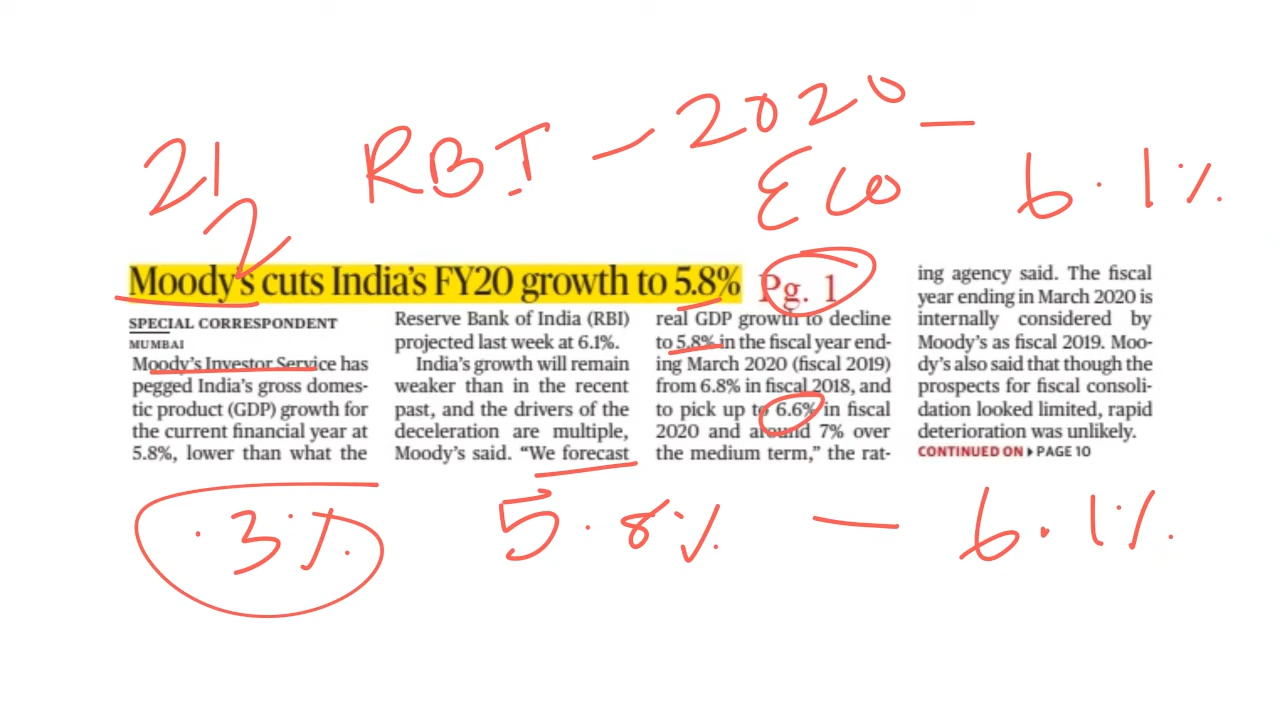 21
2
RBI - 2020 -
Eco 6.1%
Moody's cuts India's FY20 growth to 5.8% Pg. 1
SPECIAL CORRESPONDENT
MUMBAI
Moody's Investor Service has
pegged India's gross domes-
tic product (GDP) growth for
the current financial year at
5.8%, lower than what the
Reserve Bank of India (RBI)
projected last week at 6.1%.
India's growth will remain
weaker than in the recent
past, and the drivers of the
deceleration are multiple,
Moody's said. “We forecast
real GDP growth to decline
to 5.8% in the fiscal year end-
ing March 2020 (fiscal 2019)
from 6.8% in fiscal 2018, and
to pick up to 6.6% in fiscal
2020 and around 7% over
the medium term,” the rat-
ing agency said. The fiscal
year ending in March 2020 is
internally considered by
Moody's as fiscal 2019. Moo-
dy's also said that though the
prospects for fiscal consoli-
dation looked limited, rapid
deterioration was unlikely.
CONTINUED ON PAGE 10
.3% 5.8% - 6.1%